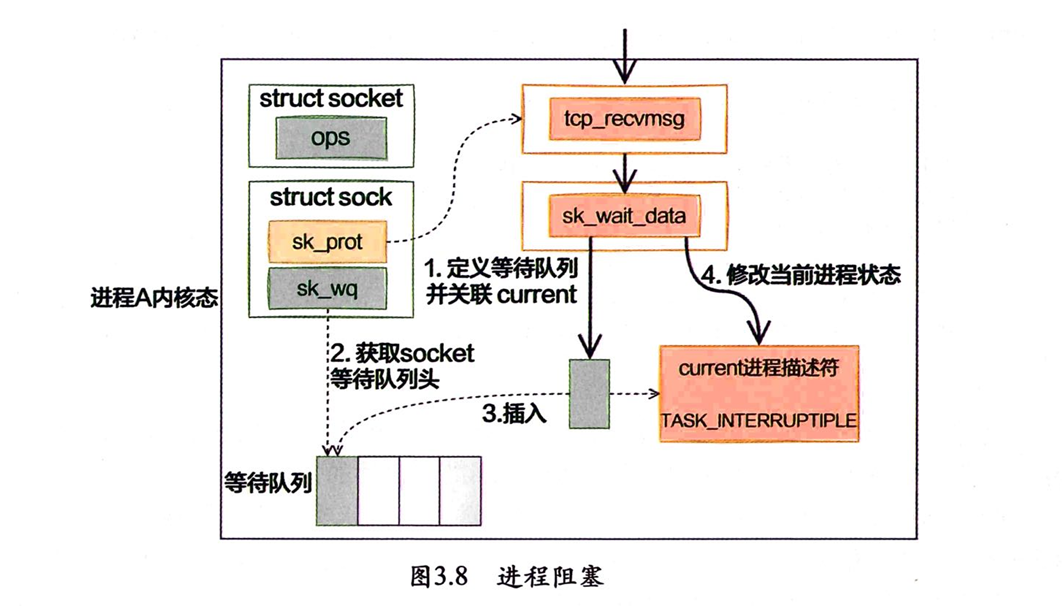 struct socket
ops
struct sock
sk_prot
sk_wq
进程A内核态
tcp_recvmsg
sk_wait_data
1. 定义等待队列
并关联 current
4. 修改当前进程状态
2. 获取socket
等待队列头
3.插入
current进程描述符
TASK_INTERRUPTIPLE
等待队列
图3.8 进程阻塞